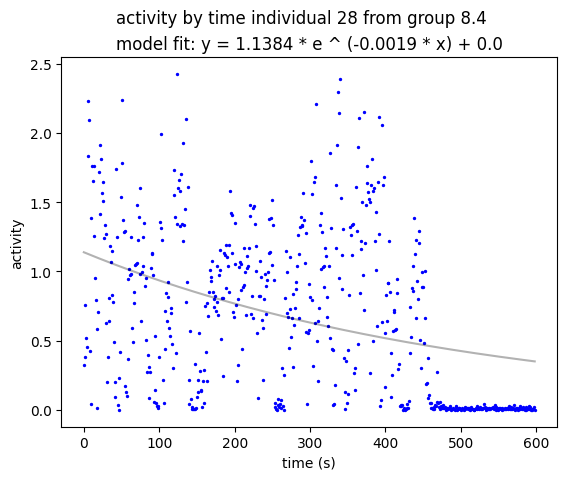 activity by time individual 28 from group 8.4
model fit: y = 1.1384 * e ^ (-0.0019 * x) + 0.0
2.5
2.0
1.5
1.0
0.5
0.0
activity
0 100 200 300 400 500 600
time (s)